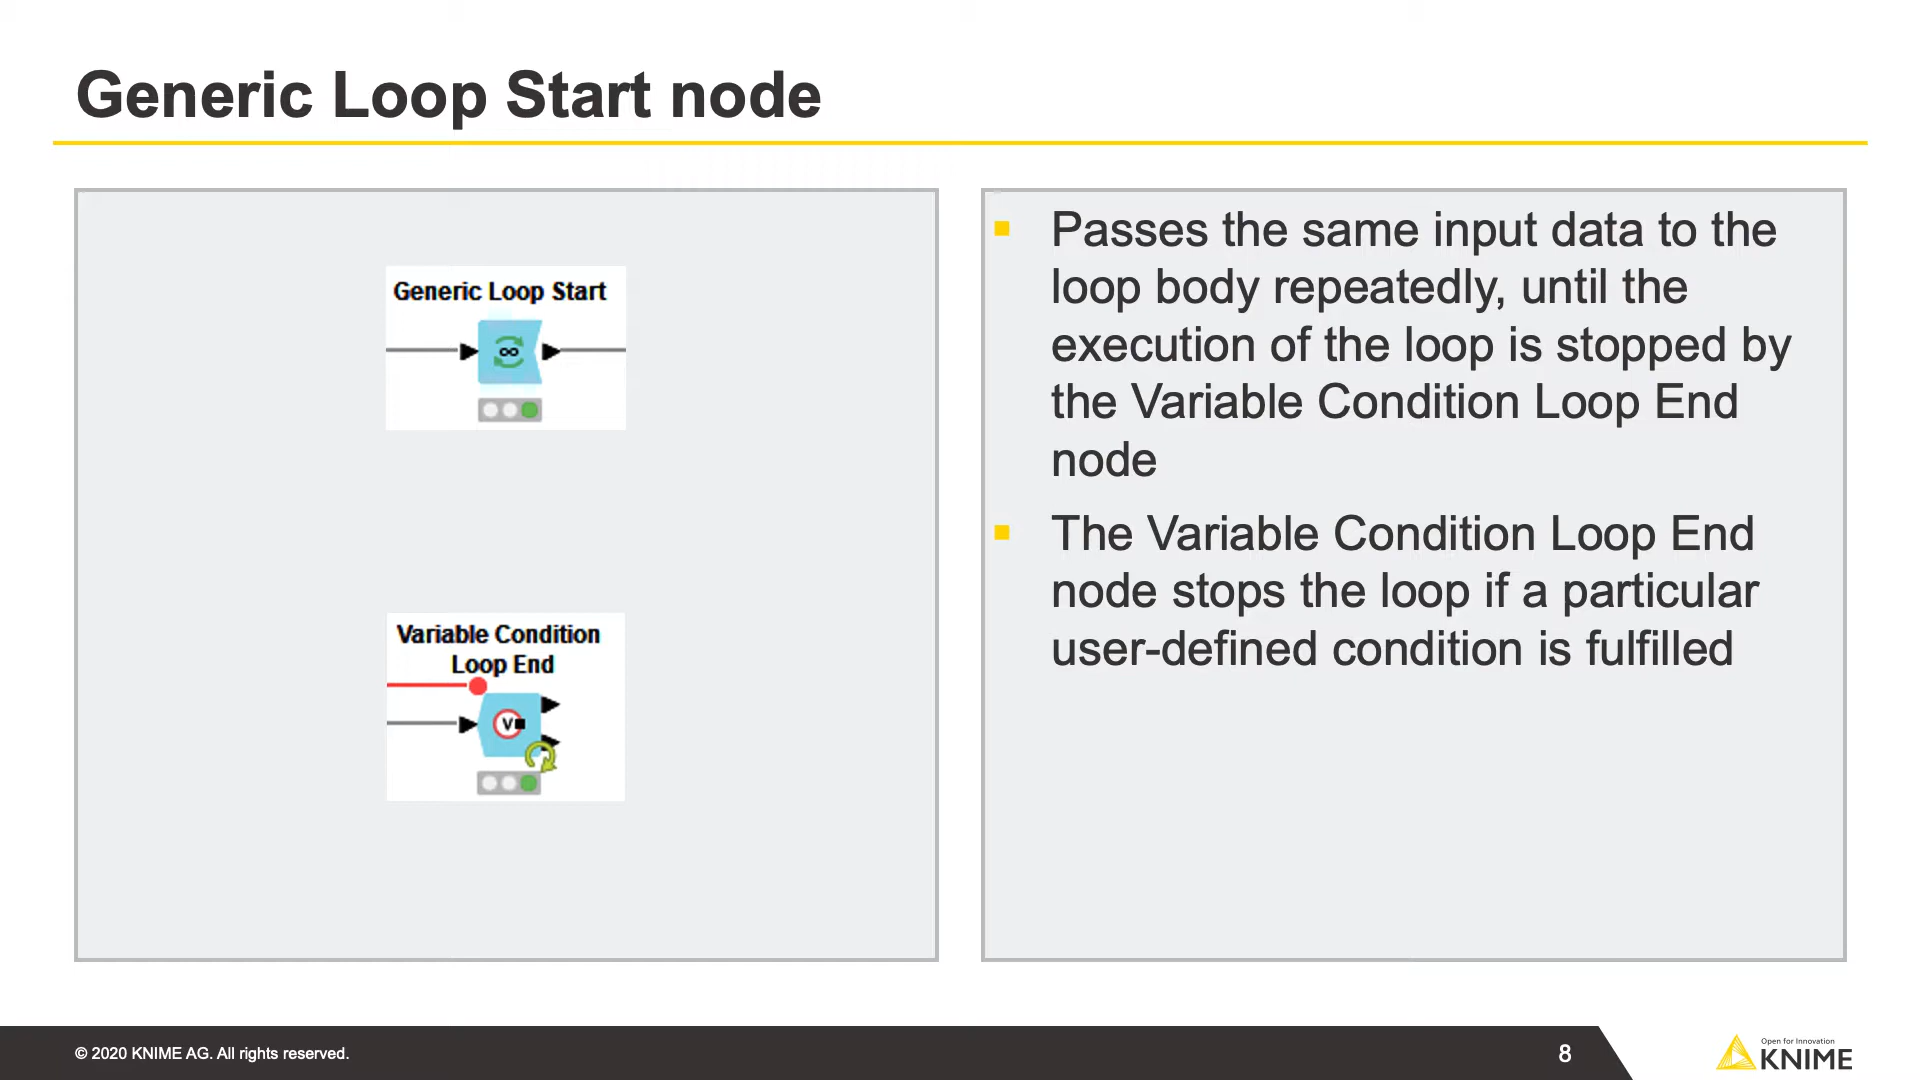 Generic Loop Start node
Generic Loop Start
Variable Condition
Loop End
V
Passes the same input data to the
loop body repeatedly, until the
execution of the loop is stopped by
the Variable Condition Loop End
node
The Variable Condition Loop End
node stops the loop if a particular
user-defined condition is fulfilled
© 2020 KNIME AG. All rights reserved.
8
Open for Innovation
KNIME